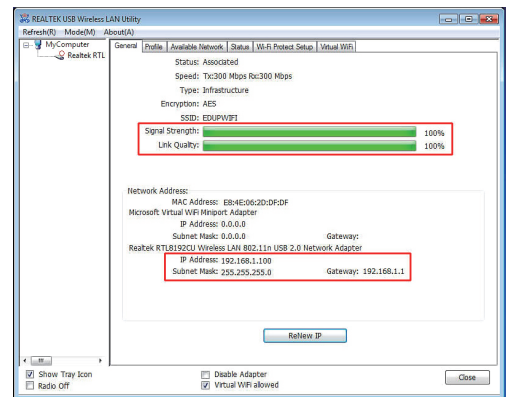 REALTEK USB Wireless LAN Utility
Refresh(R) Mode(M) About(A)
MyComputer
Realtek RTL
General Profile Available Network Status Wi-Fi Protect Setup Virtual WiFi
Status: Associated
Speed: Tx:300 Mbps Rx:300 Mbps
Type: Infrastructure
Encryption: AES
SSID: EDUPWIFI
Signal Strength: 100%
Link Quality: 100%
Network Address:
MAC Address: E8:4E:06:2D:DF:DF
Microsoft Virtual WiFi Miniport Adapter
IP Address: 0.0.0.0
Subnet Mask: 0.0.0.0 Gateway:
Realtek RTL8192CU Wireless LAN 802.11n USB 2.0 Network Adapter
IP Address: 192.168.1.100
Subnet Mask: 255.255.255.0 Gateway: 192.168.1.1
ReNew IP
Show Tray Icon Disable Adapter
Radio Off Virtual WiFi allowed
Close